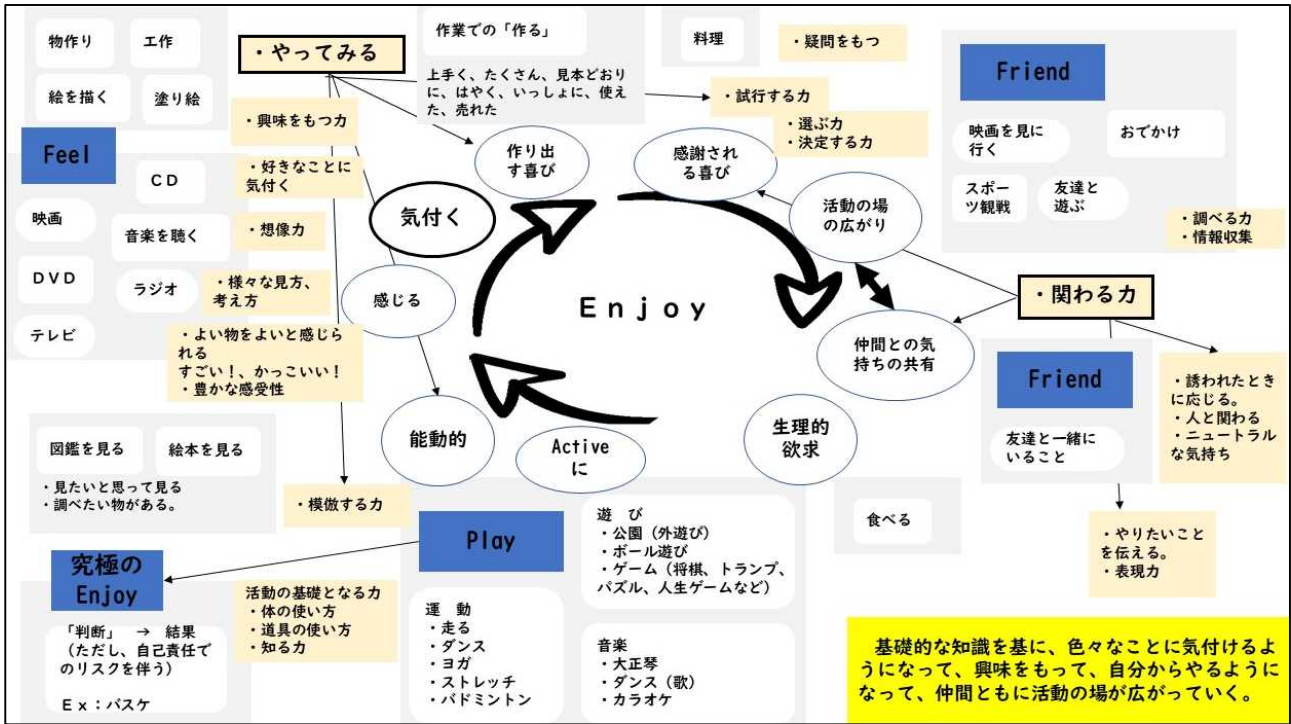 物作り
工作
絵を描く
塗り絵
・やってみる
作業での「作る」
上手く、たくさん、見本どおり
に、はやく、いっしょに、使え
た、売れた
料理
・疑問をもつ
・試行する力
・選ぶ力
・決定する力
Friend
映画を見に
行く
おでかけ
スポー
ツ観戦
友達と
遊ぶ
・調べる力
・情報収集
Feel
・興味をもつ力
・好きなことに
気付く
CD
映画
音楽を聴く
・想像力
DVD
ラジオ
・様々な見方、
考え方
テレビ
・よい物をよいと感じら
れる
すごい!、かっこいい!
・豊かな感受性
作り出
す喜び
感謝され
る喜び
気付く
活動の場
の広がり
感じる
Enjoy
仲間との気
持ちの共有
能動的
Active
に
生理的
欲求
・関わる力
Friend
友達と一緒に
いること
・誘われたとき
に応じる。
・人と関わる
・ニュートラル
な気持ち
・やりたいこと
を伝える。
・表現力
図鑑を見る
絵本を見る
・見たいと思って見る
・調べたい物がある。
・模倣する力
Play
遊 び
・公園(外遊び)
・ボール遊び
・ゲーム(将棋、トランプ、
パズル、人生ゲームなど)
食べる
究極の
Enjoy
「判断」 → 結果
(ただし、自己責任で
のリスクを伴う)
Ex:バスケ
活動の基礎となる力
・体の使い方
・道具の使い方
・知る力
運 動
・走る
・ダンス
・ヨガ
・ストレッチ
・バドミントン
音楽
・大正琴
・ダンス(歌)
・カラオケ
基礎的な知識を基に、色々なことに気付けるよ
うになって、興味をもって、自分からやるように
なって、仲間ともに活動の場が広がっていく。